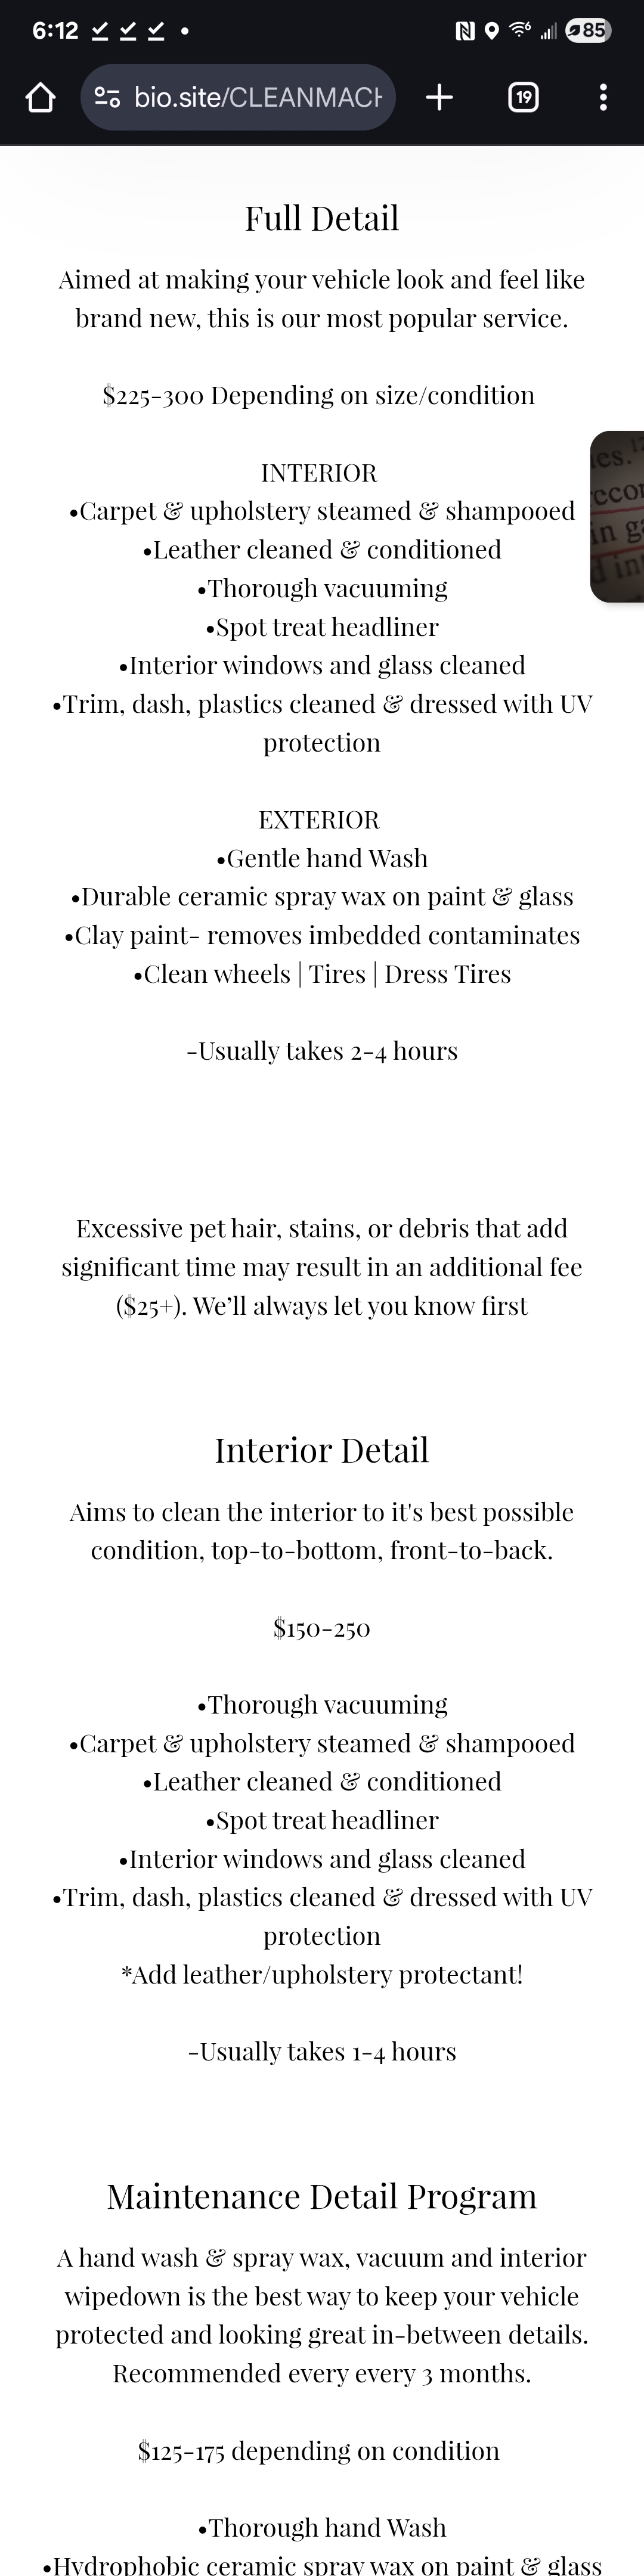 6:12
85
bio.site/CLEANMACH
19
Full Detail
Aimed at making your vehicle look and feel like
brand new, this is our most popular service.
$225-300 Depending on size/condition
INTERIOR
•Carpet & upholstery steamed & shampooed
•Leather cleaned & conditioned
•Thorough vacuuming
•Spot treat headliner
•Interior windows and glass cleaned
•Trim, dash, plastics cleaned & dressed with UV
protection
EXTERIOR
•Gentle hand Wash
•Durable ceramic spray wax on paint & glass
•Clay paint- removes imbedded contaminates
•Clean wheels | Tires | Dress Tires
-Usually takes 2-4 hours
Excessive pet hair, stains, or debris that add
significant time may result in an additional fee
($25+). We’ll always let you know first
Interior Detail
Aims to clean the interior to it's best possible
condition, top-to-bottom, front-to-back.
$150-250
•Thorough vacuuming
•Carpet & upholstery steamed & shampooed
•Leather cleaned & conditioned
•Spot treat headliner
•Interior windows and glass cleaned
•Trim, dash, plastics cleaned & dressed with UV
protection
*Add leather/upholstery protectant!
-Usually takes 1-4 hours
Maintenance Detail Program
A hand wash & spray wax, vacuum and interior
wipedown is the best way to keep your vehicle
protected and looking great in-between details.
Recommended every every 3 months.
$125-175 depending on condition
•Thorough hand Wash
•Hydrophobic ceramic spray wax on paint & glass